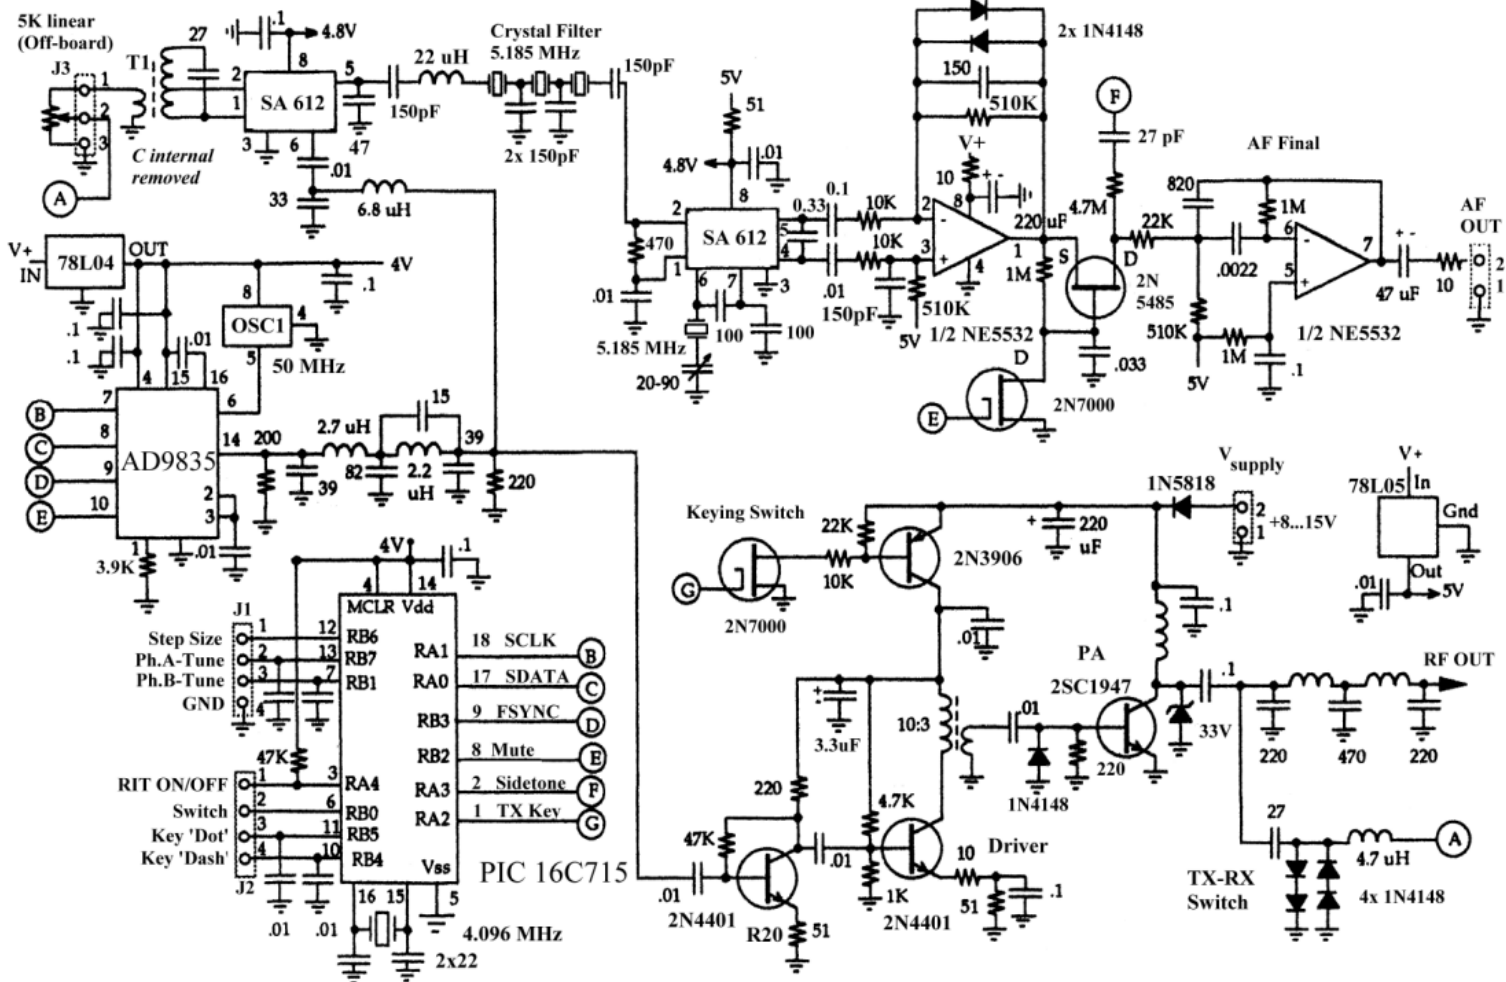 5K linear
(Off-board)
J3
1
2
3
A
T1
27
C internal
removed
.1
4.8V
8
2
1
SA 612
5
3
6
47
150pF
22 uH
.01
33
6.8 uH
Crystal Filter
5.185 MHz
2x 150pF
150pF
5V
51
4.8V
.01
8
2
SA 612
5
4
1
6
7
3
470
.01
100
100
5.185 MHz
20-90
0.33
0.1
.01
10K
10K
150pF
510K
5V
2x 1N4148
150
510K
V+
10
+ -
8
2
-
3
+
1
4
220 uF
1/2 NE5532
1M
S
D
2N
5485
.033
D
2N7000
E
F
27 pF
4.7M
22K
AF Final
820
1M
.0022
6
-
5
+
7
510K
1M
5V
.1
1/2 NE5532
+ -
47 uF
10
AF
OUT
2
1
V+
IN
78L04
OUT
4V
.1
.1
.1
.01
8
OSC1
4
5
50 MHz
4
15
16
B
7
C
8
D
9
E
10
AD9835
6
14
2
3
1
3.9K
.01
200
39
2.7 uH
82
15
2.2
uH
39
220
4V
.1
4
14
MCLR Vdd
J1
Step Size
1
12
RB6
Ph.A-Tune
2
13
RB7
Ph.B-Tune
3
7
RB1
GND
4
47K
RIT ON/OFF
1
3
RA4
Switch
2
6
RB0
Key 'Dot'
3
11
RB5
Key 'Dash'
4
10
RB4
J2
.01
.01
RA1
18 SCLK
B
RA0
17 SDATA
C
RB3
9 FSYNC
D
RB2
8 Mute
E
RA3
2 Sidetone
F
RA2
1 TX Key
G
Vss
5
PIC 16C715
16
15
4.096 MHz
2x22
Keying Switch
G
2N7000
22K
10K
2N3906
.01
+
220
uF
1N5818
Vsupply
2
1
+8...15V
V+
78L05
In
Gnd
Out
.01
5V
.1
3.3uF
+
-
220
47K
.01
2N4401
R20
51
.01
4.7K
1K
2N4401
Driver
10
51
.1
10:3
.01
1N4148
220
PA
2SC1947
33V
.1
220
470
220
RF OUT
27
4.7 uH
A
TX-RX
Switch
4x 1N4148